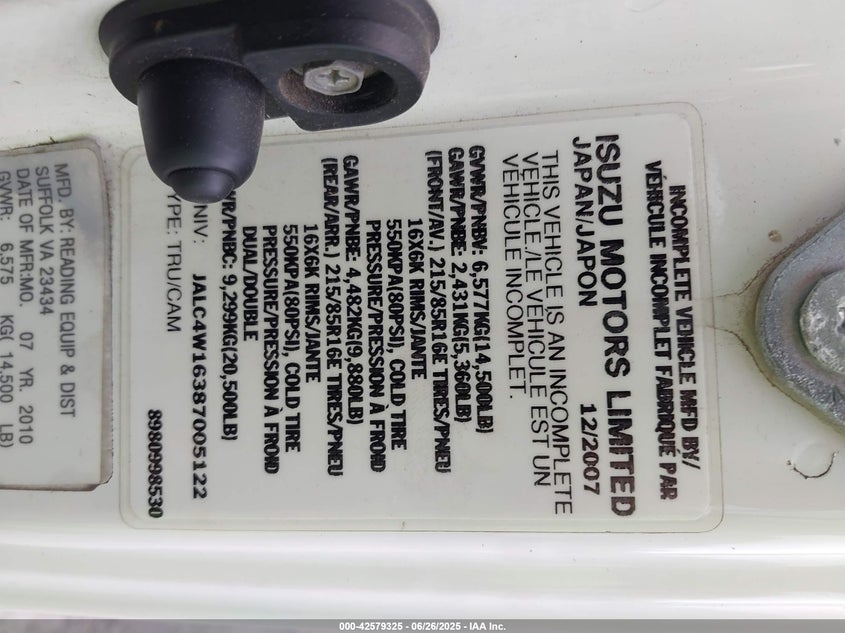 INCOMPLETE VEHICLE MFD BY/
VÉHICULE INCOMPLET FABRIQUÉ PAR
ISUZU MOTORS LIMITED
JAPAN/JAPON 12/2007
THIS VEHICLE IS AN INCOMPLETE
VEHICLE./LE VÉHICULE EST UN
VÉHICULE INCOMPLET.
GVWR/PNBV: 6,577KG(14,500LB)
GAWR/PNBE: 2,431KG(5,360LB)
(FRONT/AV.) 215/85R16E TIRES/PNEU
16X6K RIMS/JANTE
550KPA(80PSI), COLD TIRE
PRESSURE/PRESSION À FROID
GAWR/PNBE: 4,482KG(9,880LB)
(REAR/ARR.) 215/85R16E TIRES/PNEU
16X6K RIMS/JANTE
550KPA(80PSI), COLD TIRE
PRESSURE/PRESSION À FROID
DUAL/DOUBLE
WR/PNBC: 9,299KG(20,500LB)
/NIV: JALC4W16387005122
YPE: TRU/CAM
8980998530
MFD. BY: READING EQUIP & DIST
SUFFOLK VA 23434
DATE OF MFR:MO. 07 YR. 2010
GVWR: 6,575 KG( 14,500 LB)
000-42579325 | 06/26/2025 - IAA Inc.